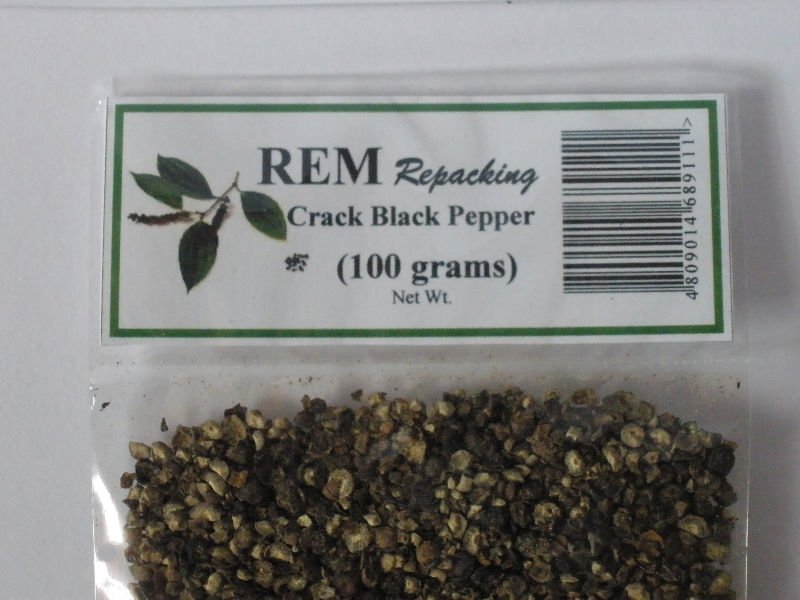 REM Repacking
Crack Black Pepper
(100 grams)
Net Wt.
4809014689111>